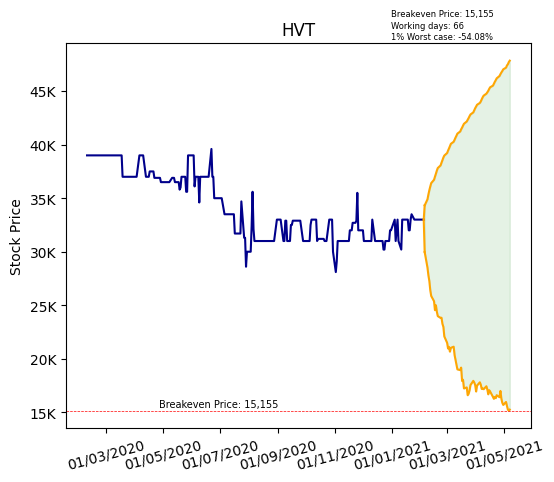 Breakeven Price: 15,155
Working days: 66
1% Worst case: -54.08%
HVT
Stock Price
45K
40K
35K
30K
25K
20K
15K
Breakeven Price: 15,155
01/03/2020
01/05/2020
01/07/2020
01/09/2020
01/11/2020
01/01/2021
01/03/2021
01/05/2021